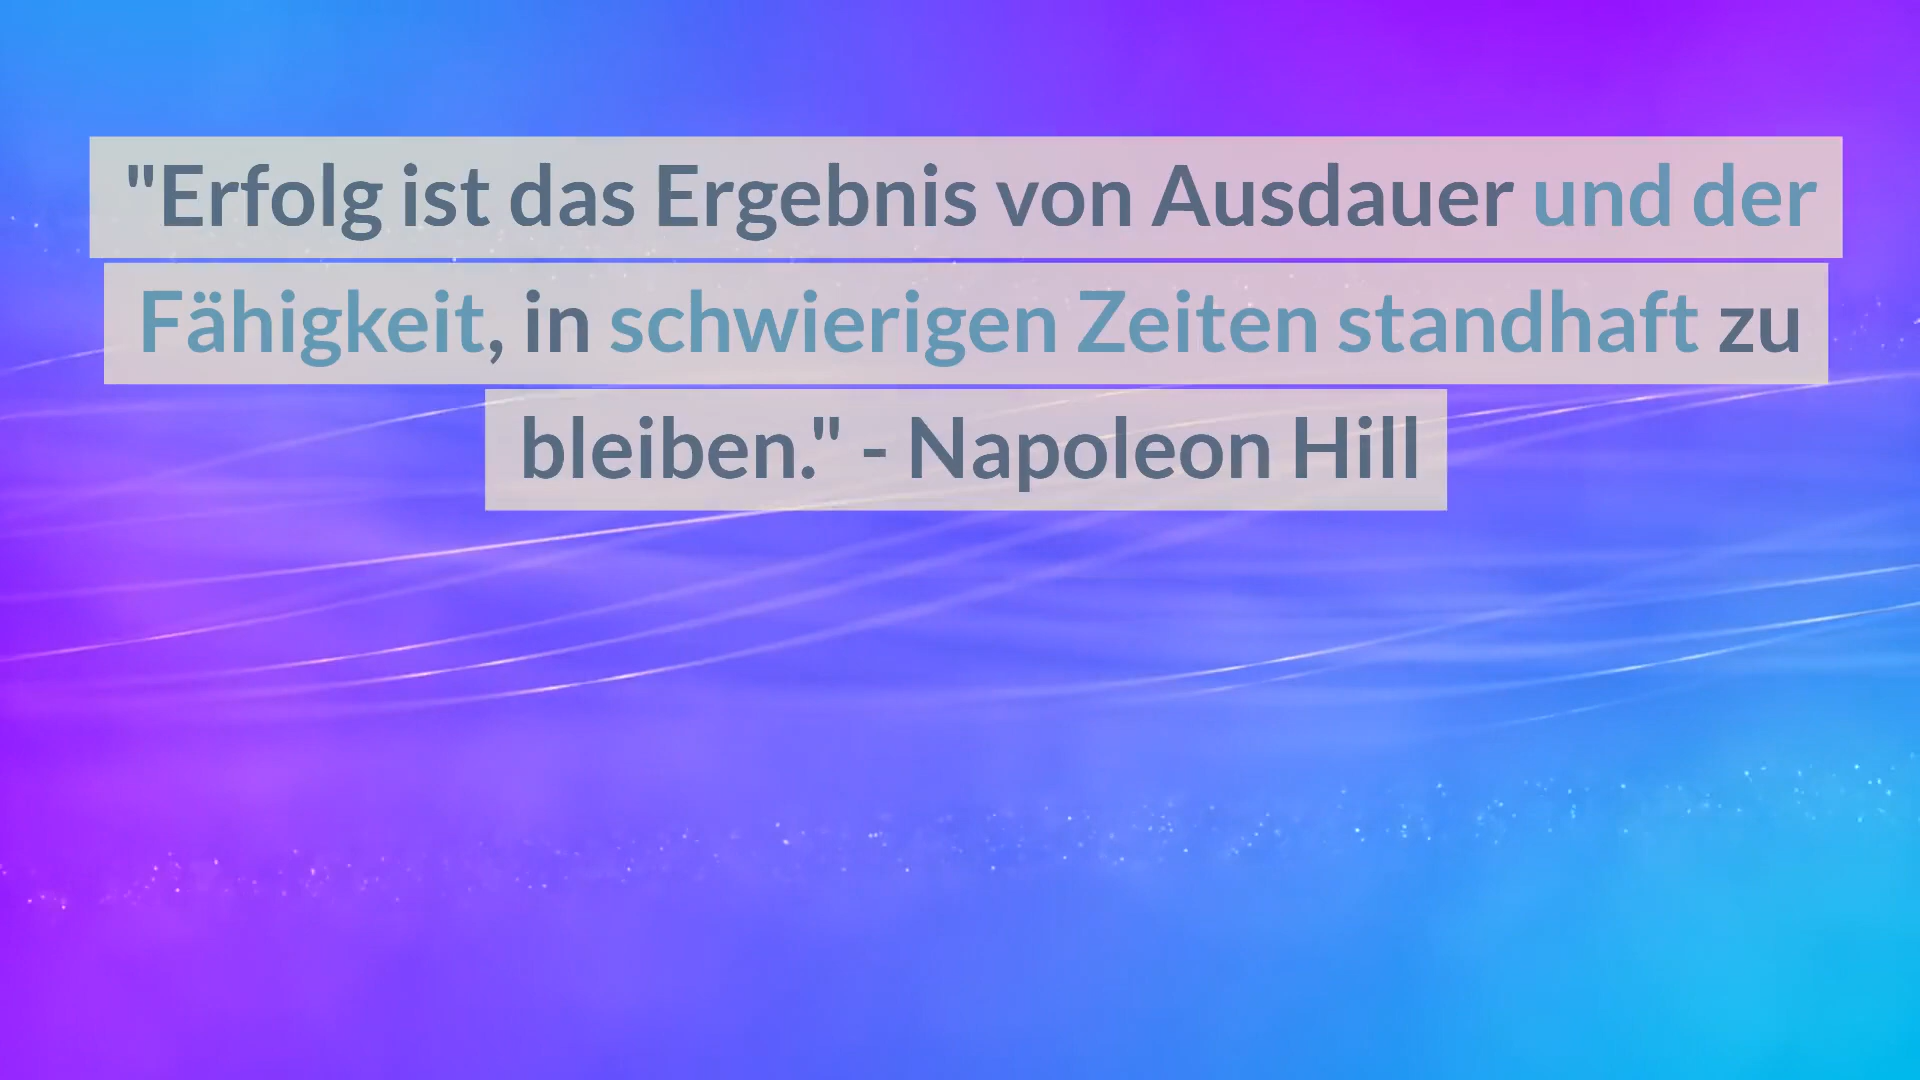 "Erfolg ist das Ergebnis von Ausdauer und der
Fähigkeit, in schwierigen Zeiten standhaft zu
bleiben." - Napoleon Hill